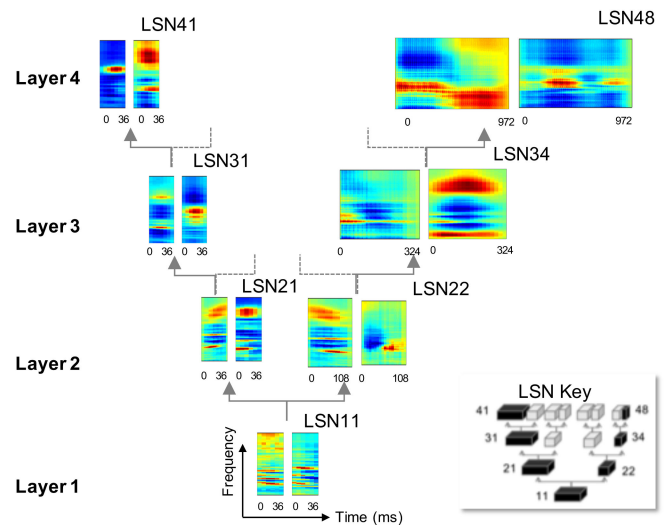 LSN41
LSN48
Layer 4
0 36 0 36
0 972 0 972
LSN31
LSN34
Layer 3
0 36 0 36
0 324 0 324
LSN21
LSN22
Layer 2
0 36 0 36
0 108 0 108
LSN11
LSN Key
41 48
31 34
21 22
11
Frequency
Layer 1
0 36 0 36
Time (ms)